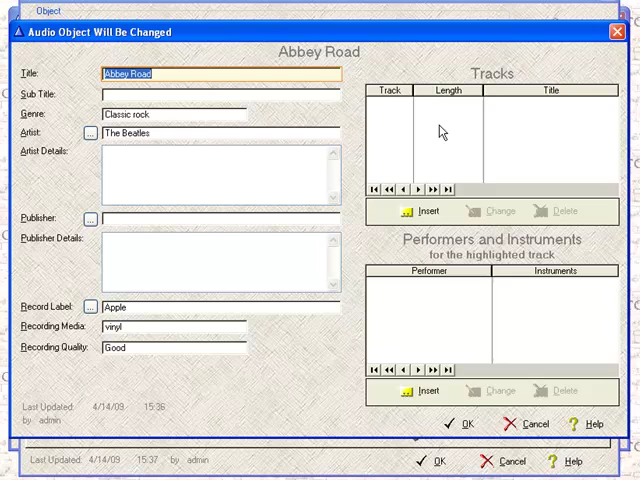 Object
Audio Object Will Be Changed
Abbey Road
Title: Abbey Road
Sub Title:
Genre: Classic rock
Artist: ... The Beatles
Artist Details:
Publisher: ...
Publisher Details:
Record Label: ... Apple
Recording Media: vinyl
Recording Quality: Good
Last Updated: 4/14/09 15:36
by admin
Tracks
Track Length Title
Insert Change Delete
Performers and Instruments
for the highlighted track
Performer Instruments
Insert Change Delete
OK Cancel Help
Last Updated: 4/14/09 15:37 by admin
OK Cancel Help